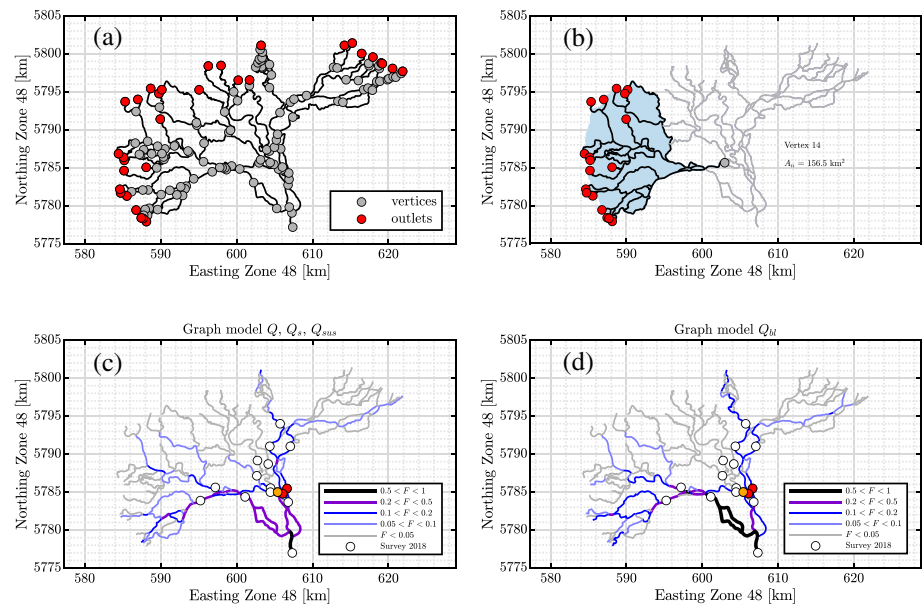 (a)
Northing Zone 48 [km]
5805
5800
5795
5790
5785
5780
5775
580
590
600
610
620
Easting Zone 48 [km]
vertices
outlets
(b)
Northing Zone 48 [km]
5805
5800
5795
5790
5785
5780
5775
580
590
600
610
620
Easting Zone 48 [km]
Vertex 14
Aₙ = 156.5 km²
Graph model Q, Qₛ, Qₛᵤₛ
(c)
Northing Zone 48 [km]
5805
5800
5795
5790
5785
5780
5775
580
590
600
610
620
Easting Zone 48 [km]
0.5 < F < 1
0.2 < F < 0.5
0.1 < F < 0.2
0.05 < F < 0.1
F < 0.05
Survey 2018
Graph model Q_bl
(d)
Northing Zone 48 [km]
5805
5800
5795
5790
5785
5780
5775
580
590
600
610
620
Easting Zone 48 [km]
0.5 < F < 1
0.2 < F < 0.5
0.1 < F < 0.2
0.05 < F < 0.1
F < 0.05
Survey 2018